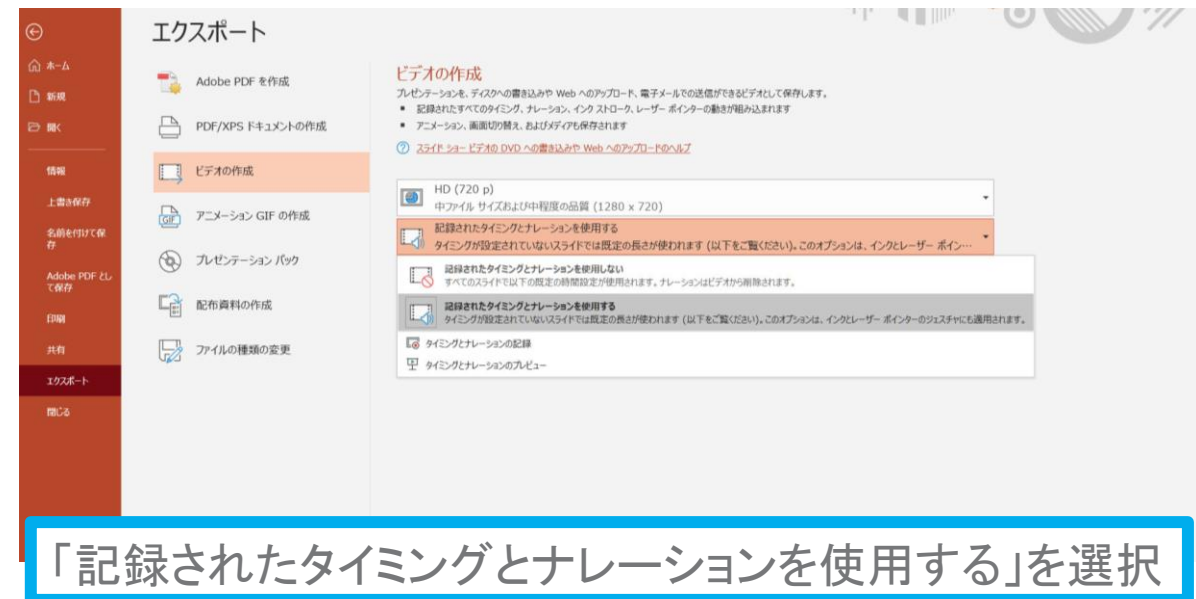 エクスポート
ホーム
新規
開く
情報
上書き保存
名前を付けて保
存
Adobe PDF とし
て保存
印刷
共有
エクスポート
閉じる
Adobe PDF を作成
PDF/XPS ドキュメントの作成
ビデオの作成
アニメーション GIF の作成
プレゼンテーション パック
配布資料の作成
ファイルの種類の変更
ビデオの作成
プレゼンテーションを、ディスクへの書き込みや Web へのアップロード、電子メールでの送信ができるビデオとして保存します。
▪ 記録されたすべてのタイミング、ナレーション、インク ストローク、レーザー ポインターの動きが組み込まれます
▪ アニメーション、画面切り替え、およびメディアも保存されます
スライド ショー ビデオの DVD への書き込みや Web へのアップロードのヘルプ
HD (720 p)
中ファイル サイズおよび中程度の品質 (1280 x 720)
記録されたタイミングとナレーションを使用する
タイミングが設定されていないスライドでは既定の長さが使われます (以下をご覧ください)。このオプションは、インクとレーザー ポイン…
記録されたタイミングとナレーションを使用しない
すべてのスライドで以下の既定の時間設定が使用されます。ナレーションはビデオから削除されます。
記録されたタイミングとナレーションを使用する
タイミングが設定されていないスライドでは既定の長さが使われます (以下をご覧ください)。このオプションは、インクとレーザー ポインターのジェスチャにも適用されます。
タイミングとナレーションの記録
タイミングとナレーションのプレビュー
「記録されたタイミングとナレーションを使用する」を選択